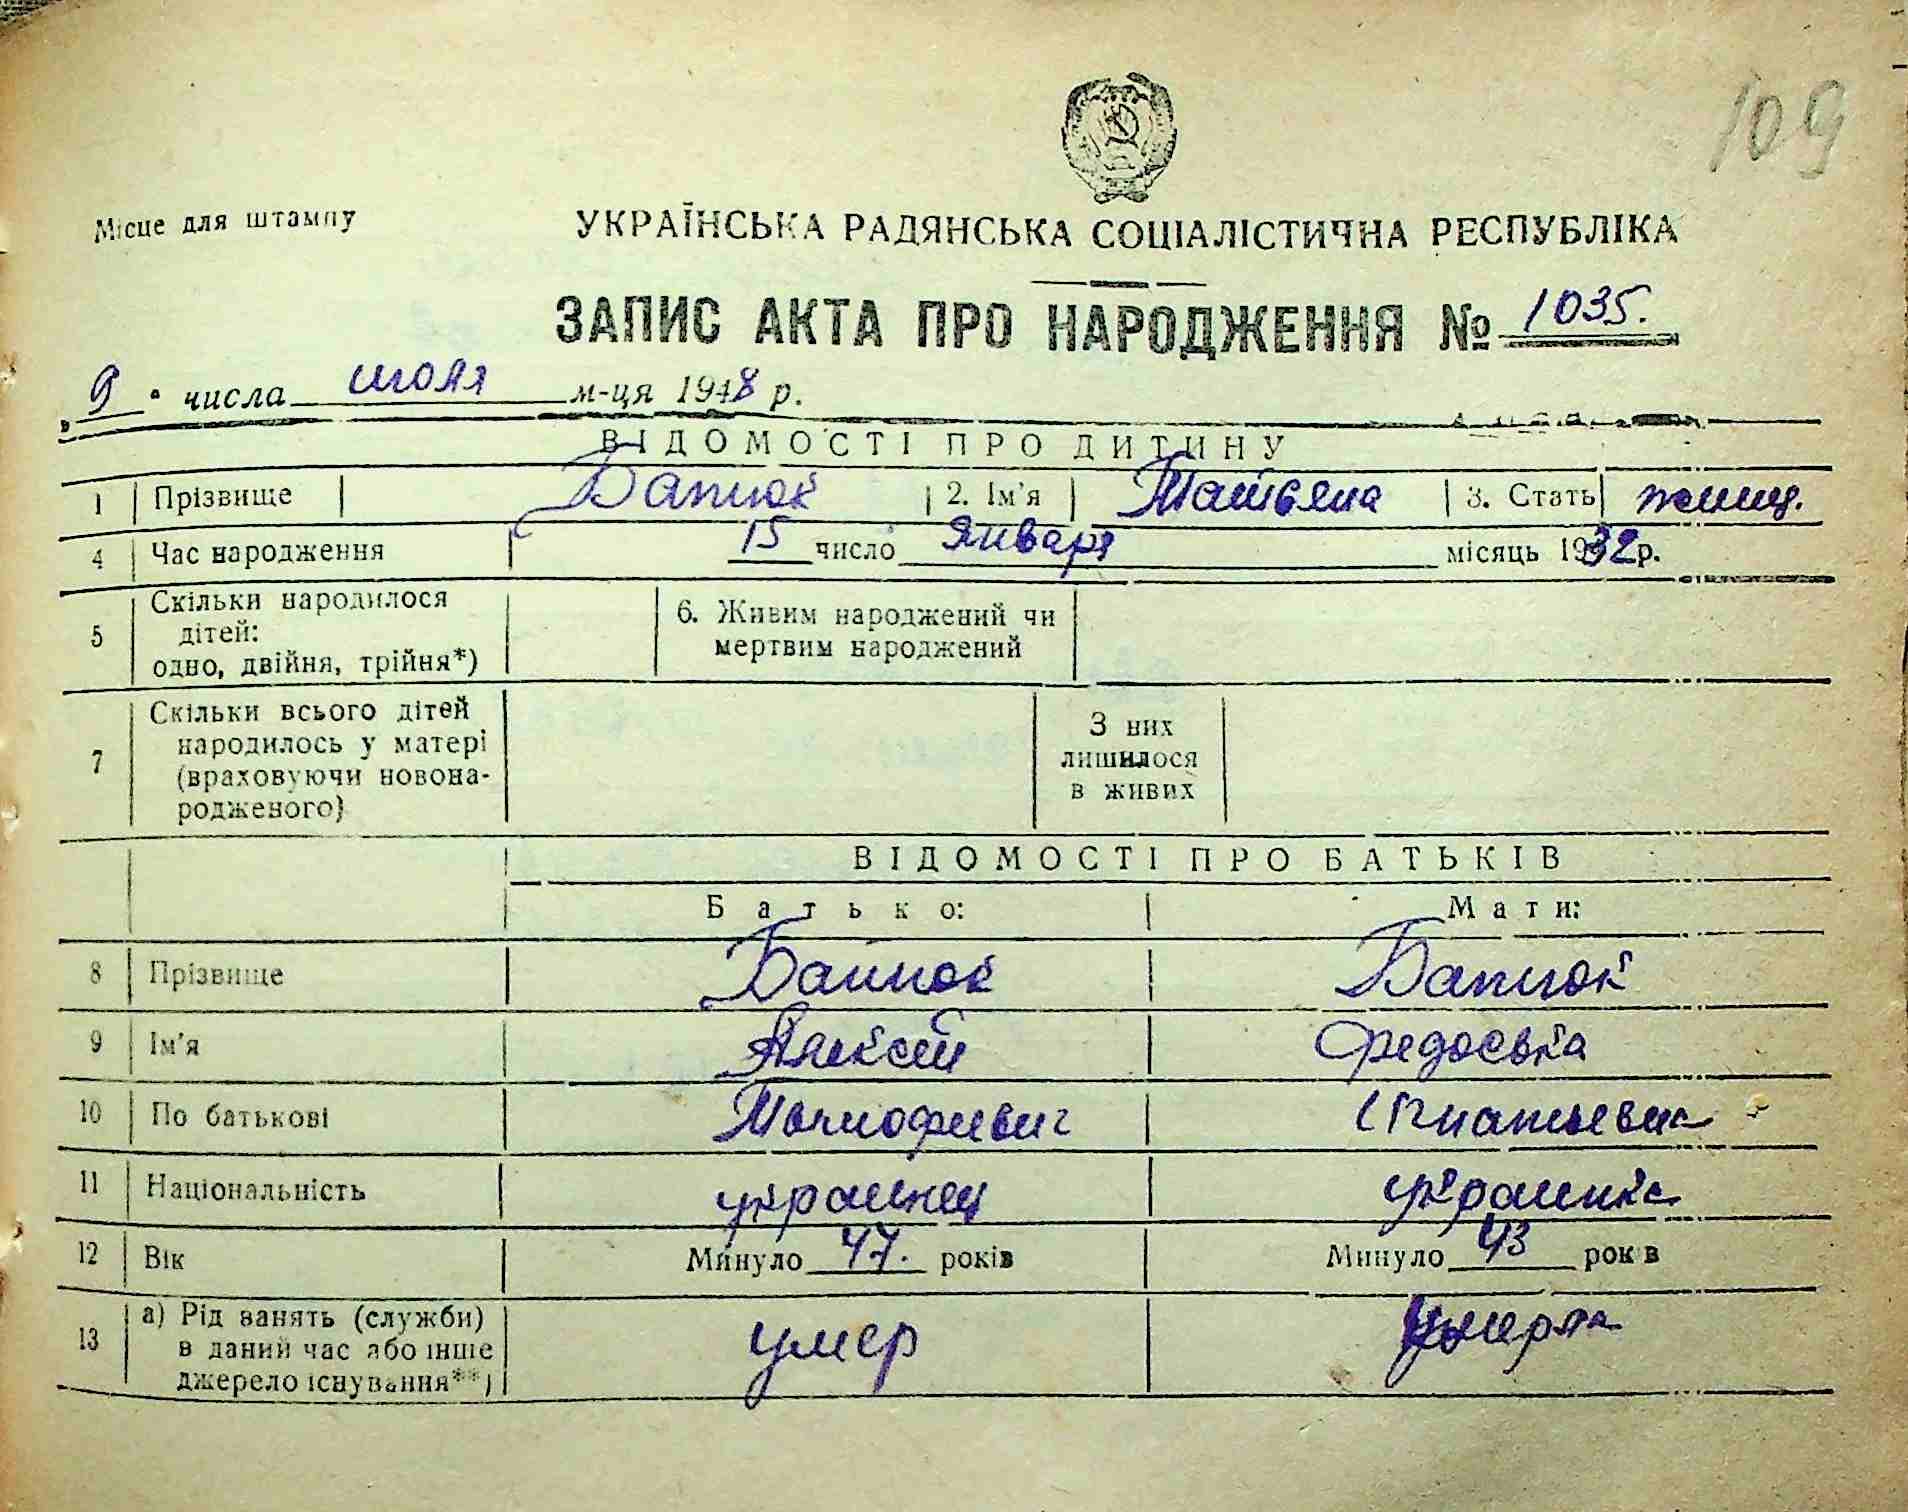 109
Місце для штампу
УКРАЇНСЬКА РАДЯНСЬКА СОЦІАЛІСТИЧНА РЕСПУБЛІКА
ЗАПИС АКТА ПРО НАРОДЖЕННЯ № 1035.
9 числа июля м-ця 1948 р.
ВІДОМОСТІ ПРО ДИТИНУ
1 Прізвище Бапток 2. Ім'я Татьяна 3. Стать женщ.
4 Час народження 15 число Января місяць 1932 р.
5 Скільки народилося дітей: одно, двійня, трійня*) 6. Живим народжений чи мертвим народжений
7 Скільки всього дітей народилось у матері (враховуючи новонародженого) З них лишилося в живих
ВІДОМОСТІ ПРО БАТЬКІВ
Батько: Мати:
8 Прізвище
9 Ім'я Алексей Федоська
10 По батькові Тимофеевич Игнатьевна
11 Національність украинец украинка
12 Вік Минуло 47. років Минуло 43 років
13 а) Рід занять (служби) в даний час або інше джерело існування**) умер умерла